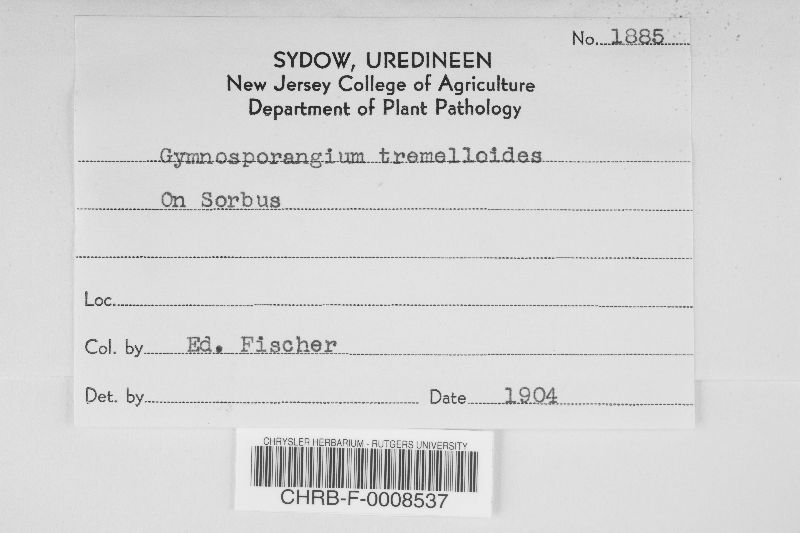 No. 1885
SYDOW, UREDINEEN
New Jersey College of Agriculture
Department of Plant Pathology
Gymnosporangium tremelloides
On Sorbus
Loc.
Col. by Ed. Fischer
Det. by Date 1904
CHRYSLER HERBARIUM - RUTGERS UNIVERSITY
CHRB-F-0008537